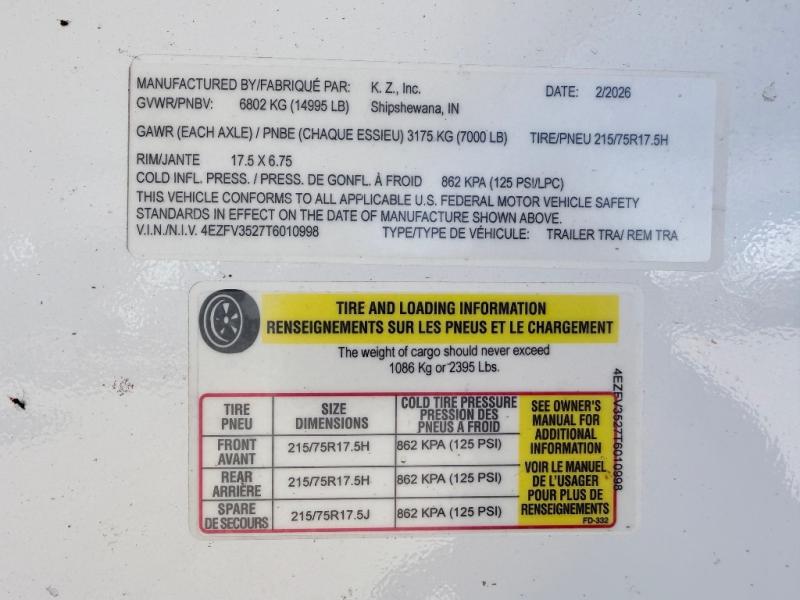 MANUFACTURED BY/FABRIQUÉ PAR: K. Z., Inc. DATE: 2/2026
GVWR/PNBV: 6802 KG (14995 LB) Shipshewana, IN
GAWR (EACH AXLE) / PNBE (CHAQUE ESSIEU) 3175 KG (7000 LB) TIRE/PNEU 215/75R17.5H
RIM/JANTE 17.5 X 6.75
COLD INFL. PRESS. / PRESS. DE GONFL. À FROID 862 KPA (125 PSI/LPC)
THIS VEHICLE CONFORMS TO ALL APPLICABLE U.S. FEDERAL MOTOR VEHICLE SAFETY
STANDARDS IN EFFECT ON THE DATE OF MANUFACTURE SHOWN ABOVE.
V.I.N./N.I.V. 4EZFV3527T6010998 TYPE/TYPE DE VÉHICULE: TRAILER TRA/ REM TRA
TIRE AND LOADING INFORMATION
RENSEIGNEMENTS SUR LES PNEUS ET LE CHARGEMENT
The weight of cargo should never exceed
1086 Kg or 2395 Lbs.
TIRE
PNEU
SIZE
DIMENSIONS
COLD TIRE PRESSURE
PRESSION DES
PNEUS A FROID
FRONT
AVANT
215/75R17.5H
862 KPA (125 PSI)
REAR
ARRIÈRE
215/75R17.5H
862 KPA (125 PSI)
SPARE
DE SECOURS
215/75R17.5J
862 KPA (125 PSI)
SEE OWNER'S
MANUAL FOR
ADDITIONAL
INFORMATION
VOIR LE MANUEL
DE L'USAGER
POUR PLUS DE
RENSEIGNEMENTS
FD-332
4EZFV3527T6010998